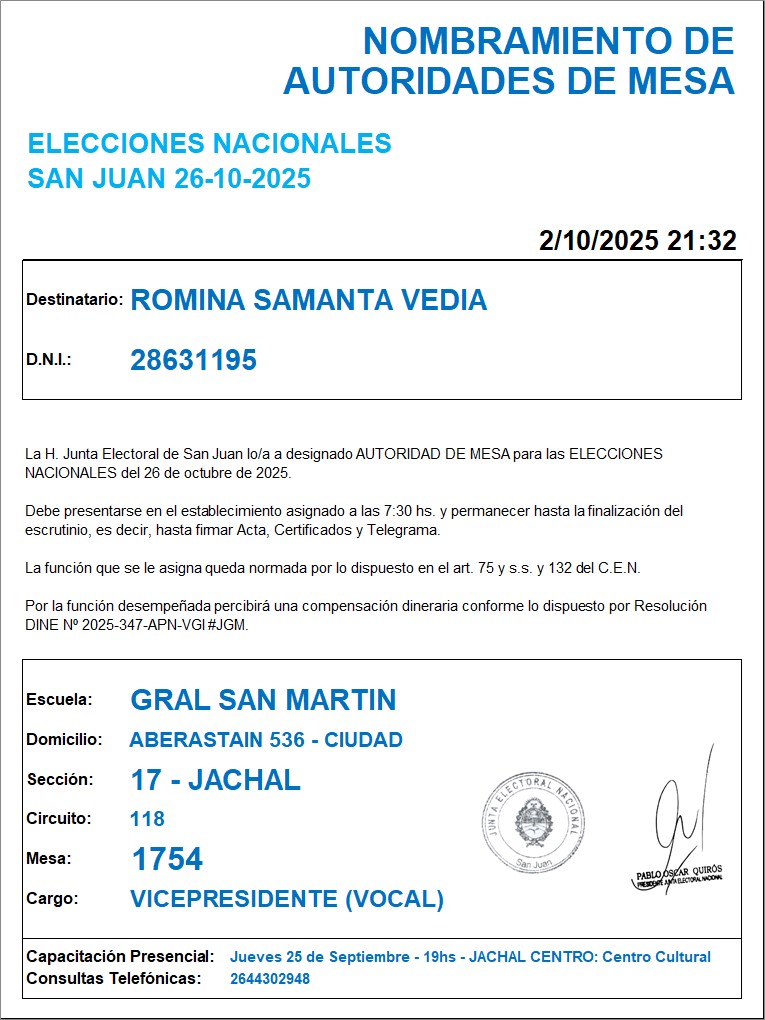 NOMBRAMIENTO DE
AUTORIDADES DE MESA
ELECCIONES NACIONALES
SAN JUAN 26-10-2025
2/10/2025 21:32
Destinatario: ROMINA SAMANTA VEDIA
D.N.I.: 28631195
La H. Junta Electoral de San Juan lo/a a designado AUTORIDAD DE MESA para las ELECCIONES
NACIONALES del 26 de octubre de 2025.
Debe presentarse en el establecimiento asignado a las 7:30 hs. y permanecer hasta la finalización del
escrutinio, es decir, hasta firmar Acta, Certificados y Telegrama.
La función que se le asigna queda normada por lo dispuesto en el art. 75 y s.s. y 132 del C.E.N.
Por la función desempeñada percibirá una compensación dineraria conforme lo dispuesto por Resolución
DINE Nº 2025-347-APN-VGI#JGM.
Escuela: GRAL SAN MARTIN
Domicilio: ABERASTAIN 536 - CIUDAD
Sección: 17 - JACHAL
Circuito: 118
Mesa: 1754
Cargo: VICEPRESIDENTE (VOCAL)
JUNTA ELECTORAL NACIONAL
San Juan
PABLO OSCAR QUIRÓS
PRESIDENTE JUNTA ELECTORAL NACIONAL
Capacitación Presencial: Jueves 25 de Septiembre - 19hs - JACHAL CENTRO: Centro Cultural
Consultas Telefónicas: 2644302948